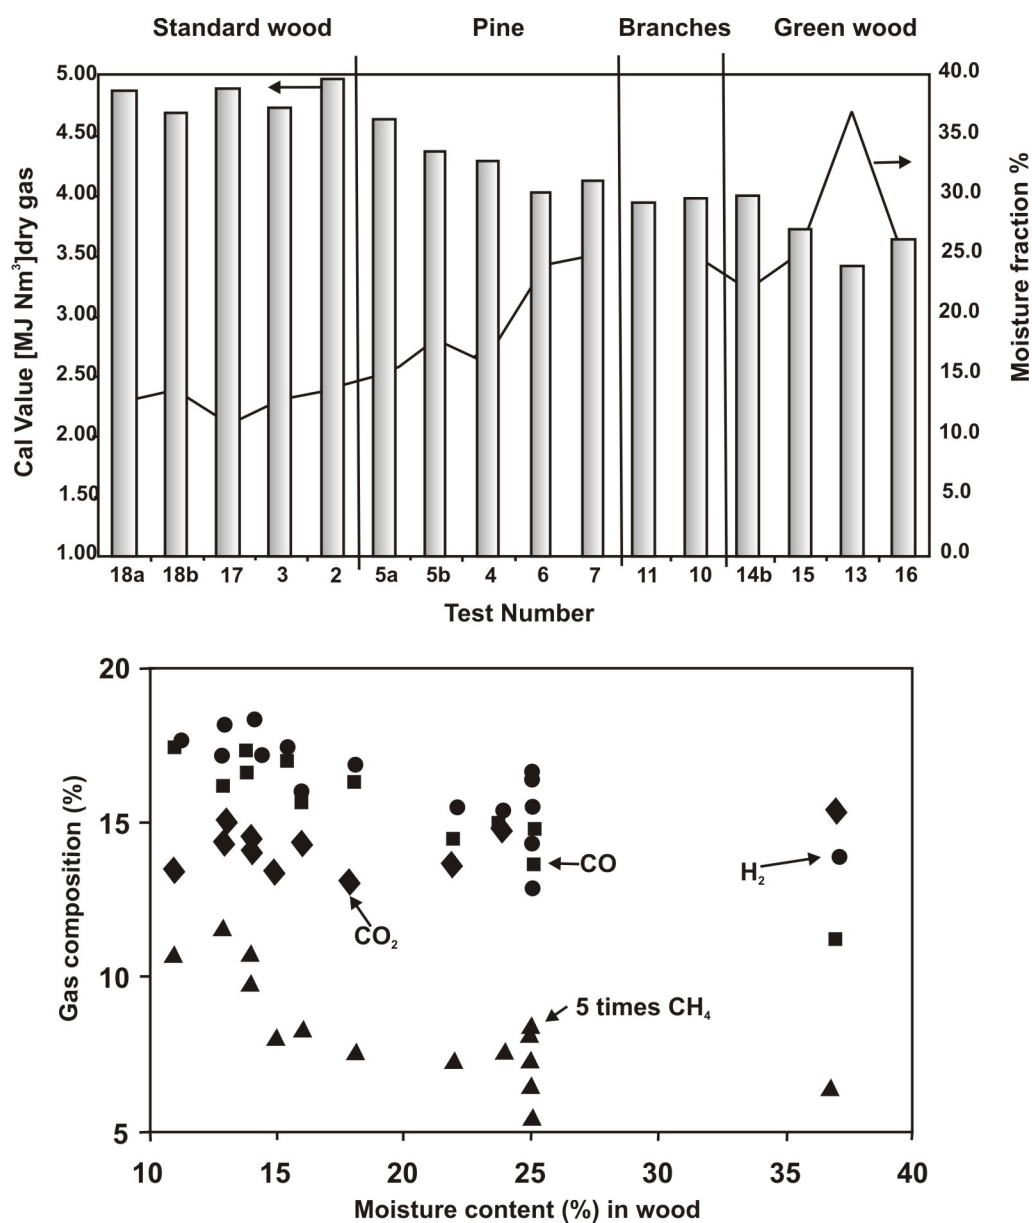 Standard wood Pine Branches Green wood
Cal Value [MJ Nm³]dry gas
5.00
4.50
4.00
3.50
3.00
2.50
2.00
1.50
1.00
40.0
35.0
30.0
25.0
20.0
15.0
10.0
5.0
0.0
Moisture fraction %
18a 18b 17 3 2 5a 5b 4 6 7 11 10 14b 15 13 16
Test Number
Gas composition (%)
20
15
10
5
CO
H₂
CO₂
5 times CH₄
10 15 20 25 30 35 40
Moisture content (%) in wood